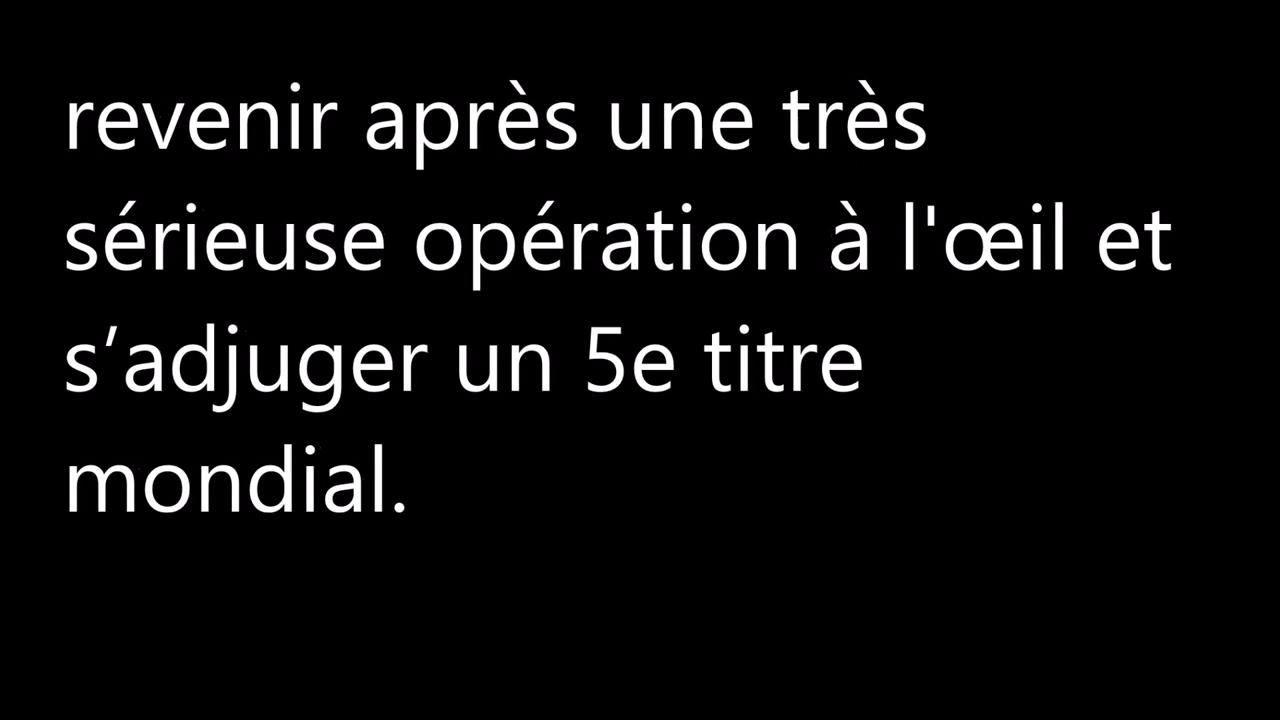 revenir après une très
sérieuse opération à l'œil et
s’adjuger un 5e titre
mondial.